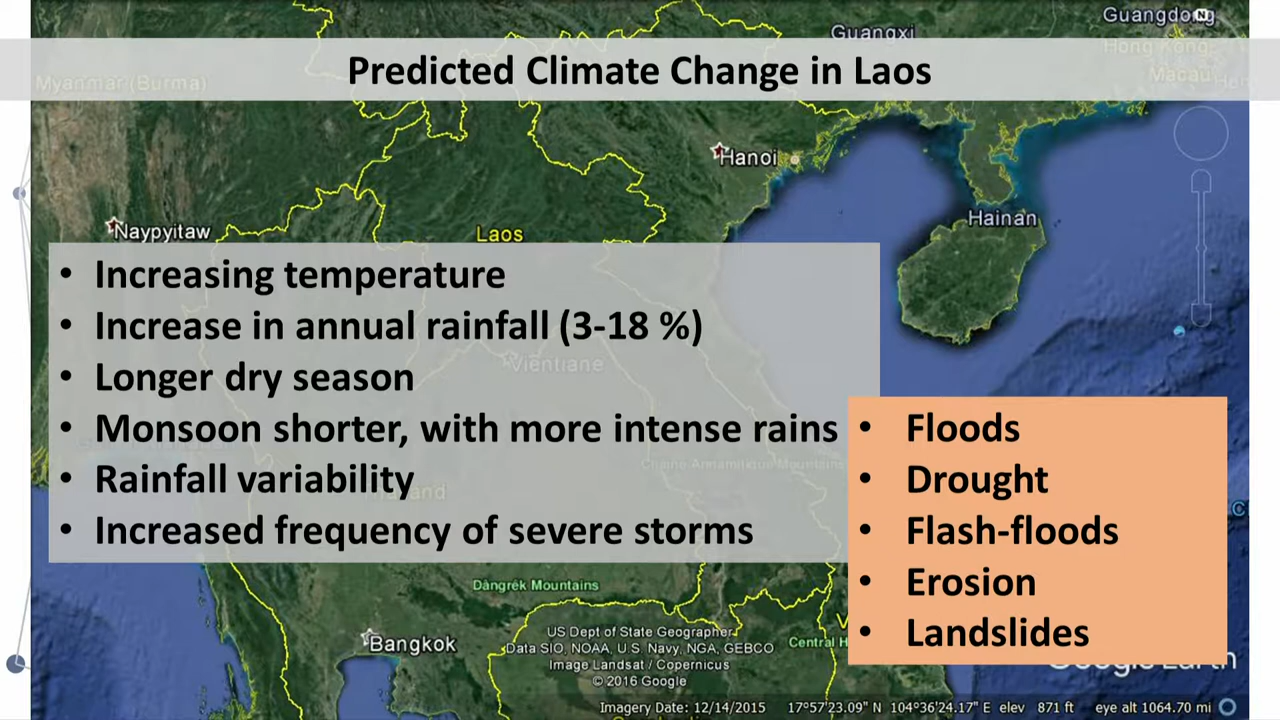 Guangdong
N
Guangxi
Hong Kong
Predicted Climate Change in Laos
Myanmar (Burma)
Macau
Hanoi
Hainan
Naypyitaw
Laos
• Increasing temperature
• Increase in annual rainfall (3-18 %)
Vientiane
• Longer dry season
• Monsoon shorter, with more intense rains
• Rainfall variability
• Increased frequency of severe storms
• Floods
• Drought
• Flash-floods
• Erosion
• Landslides
Dângrêk Mountains
Bangkok
US Dept of State Geographer
Data SIO, NOAA, U.S. Navy, NGA, GEBCO
Image Landsat / Copernicus
© 2016 Google
Central H
Google Earth
Imagery Date: 12/14/2015 17°57'23.09" N 104°36'24.17" E elev 871 ft eye alt 1064.70 mi